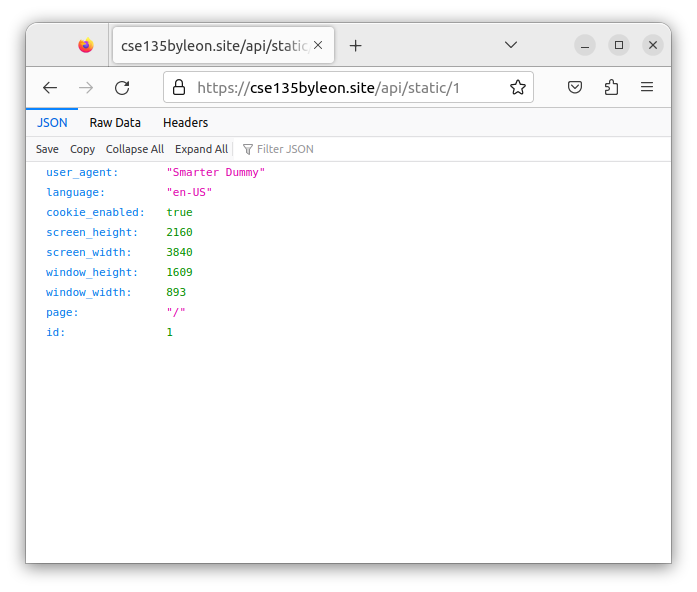 cse135byleon.site/api/static
https://cse135byleon.site/api/static/1
JSON Raw Data Headers
Save Copy Collapse All Expand All Filter JSON
user_agent: "Smarter Dummy"
language: "en-US"
cookie_enabled: true
screen_height: 2160
screen_width: 3840
window_height: 1609
window_width: 893
page: "/"
id: 1